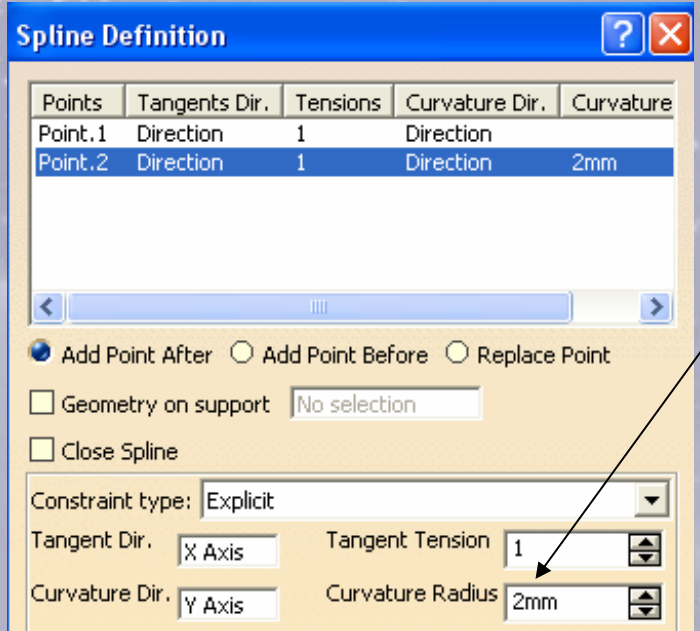 Spline Definition
Points Tangents Dir. Tensions Curvature Dir. Curvature
Point.1 Direction 1 Direction
Point.2 Direction 1 Direction 2mm
Add Point After Add Point Before Replace Point
Geometry on support No selection
Close Spline
Constraint type: Explicit
Tangent Dir. X Axis Tangent Tension 1
Curvature Dir. Y Axis Curvature Radius 2mm